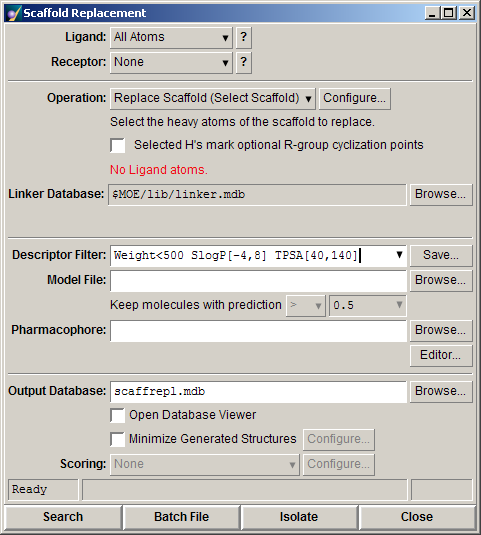 Scaffold Replacement
Ligand: All Atoms ?
Receptor: None ?
Operation: Replace Scaffold (Select Scaffold) Configure...
Select the heavy atoms of the scaffold to replace.
Selected H's mark optional R-group cyclization points
No Ligand atoms.
Linker Database: $MOE/lib/linker.mdb Browse...
Descriptor Filter: Weight<500 SlogP[-4,8] TPSA[40,140] Save...
Model File: Browse...
Keep molecules with prediction > 0.5
Pharmacophore: Browse...
Editor...
Output Database: scaffrepl.mdb Browse...
Open Database Viewer
Minimize Generated Structures Configure...
Scoring: None Configure...
Ready
Search Batch File Isolate Close